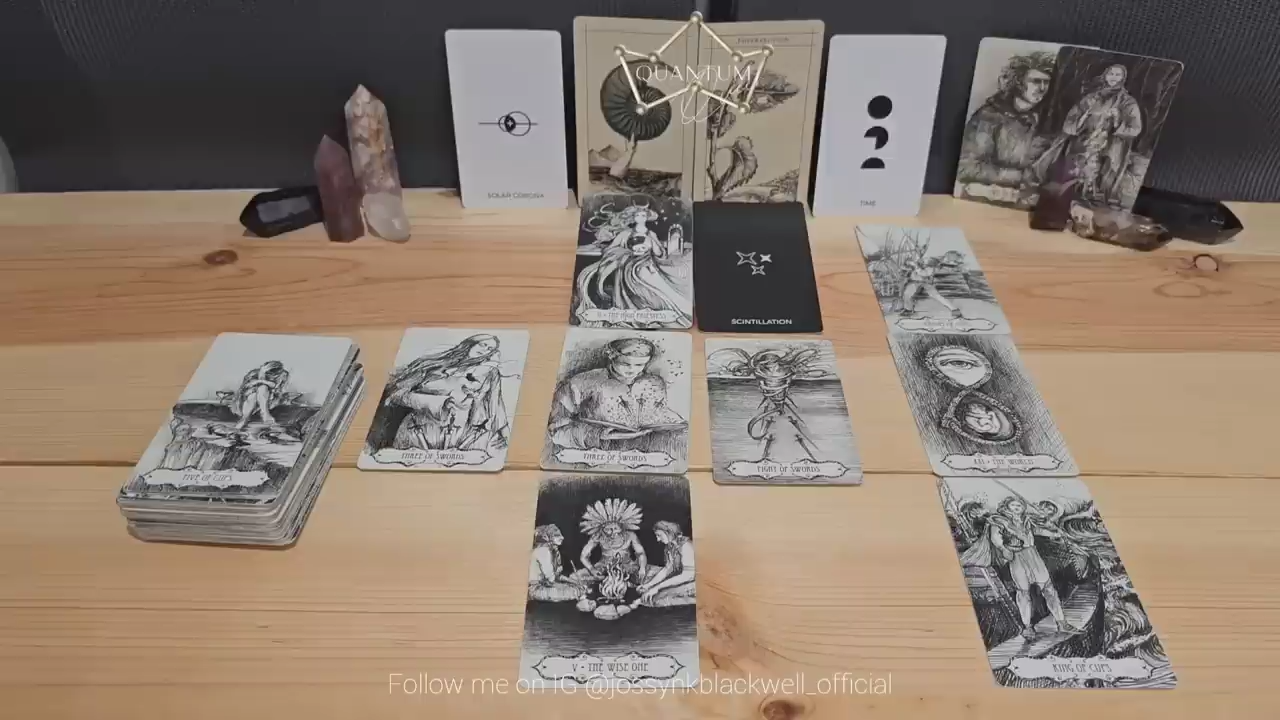 QUANTUM
SOLAR CORONA
TIME
II - THE HIGH PRIESTESS
SCINTILLATION
FIVE OF CUPS
THREE OF SWORDS
THREE OF SWORDS
EIGHT OF SWORDS
XXI - THE WORLD
V - THE WISE ONE
KING OF CUPS
Follow me on IG @jossynkblackwell_official